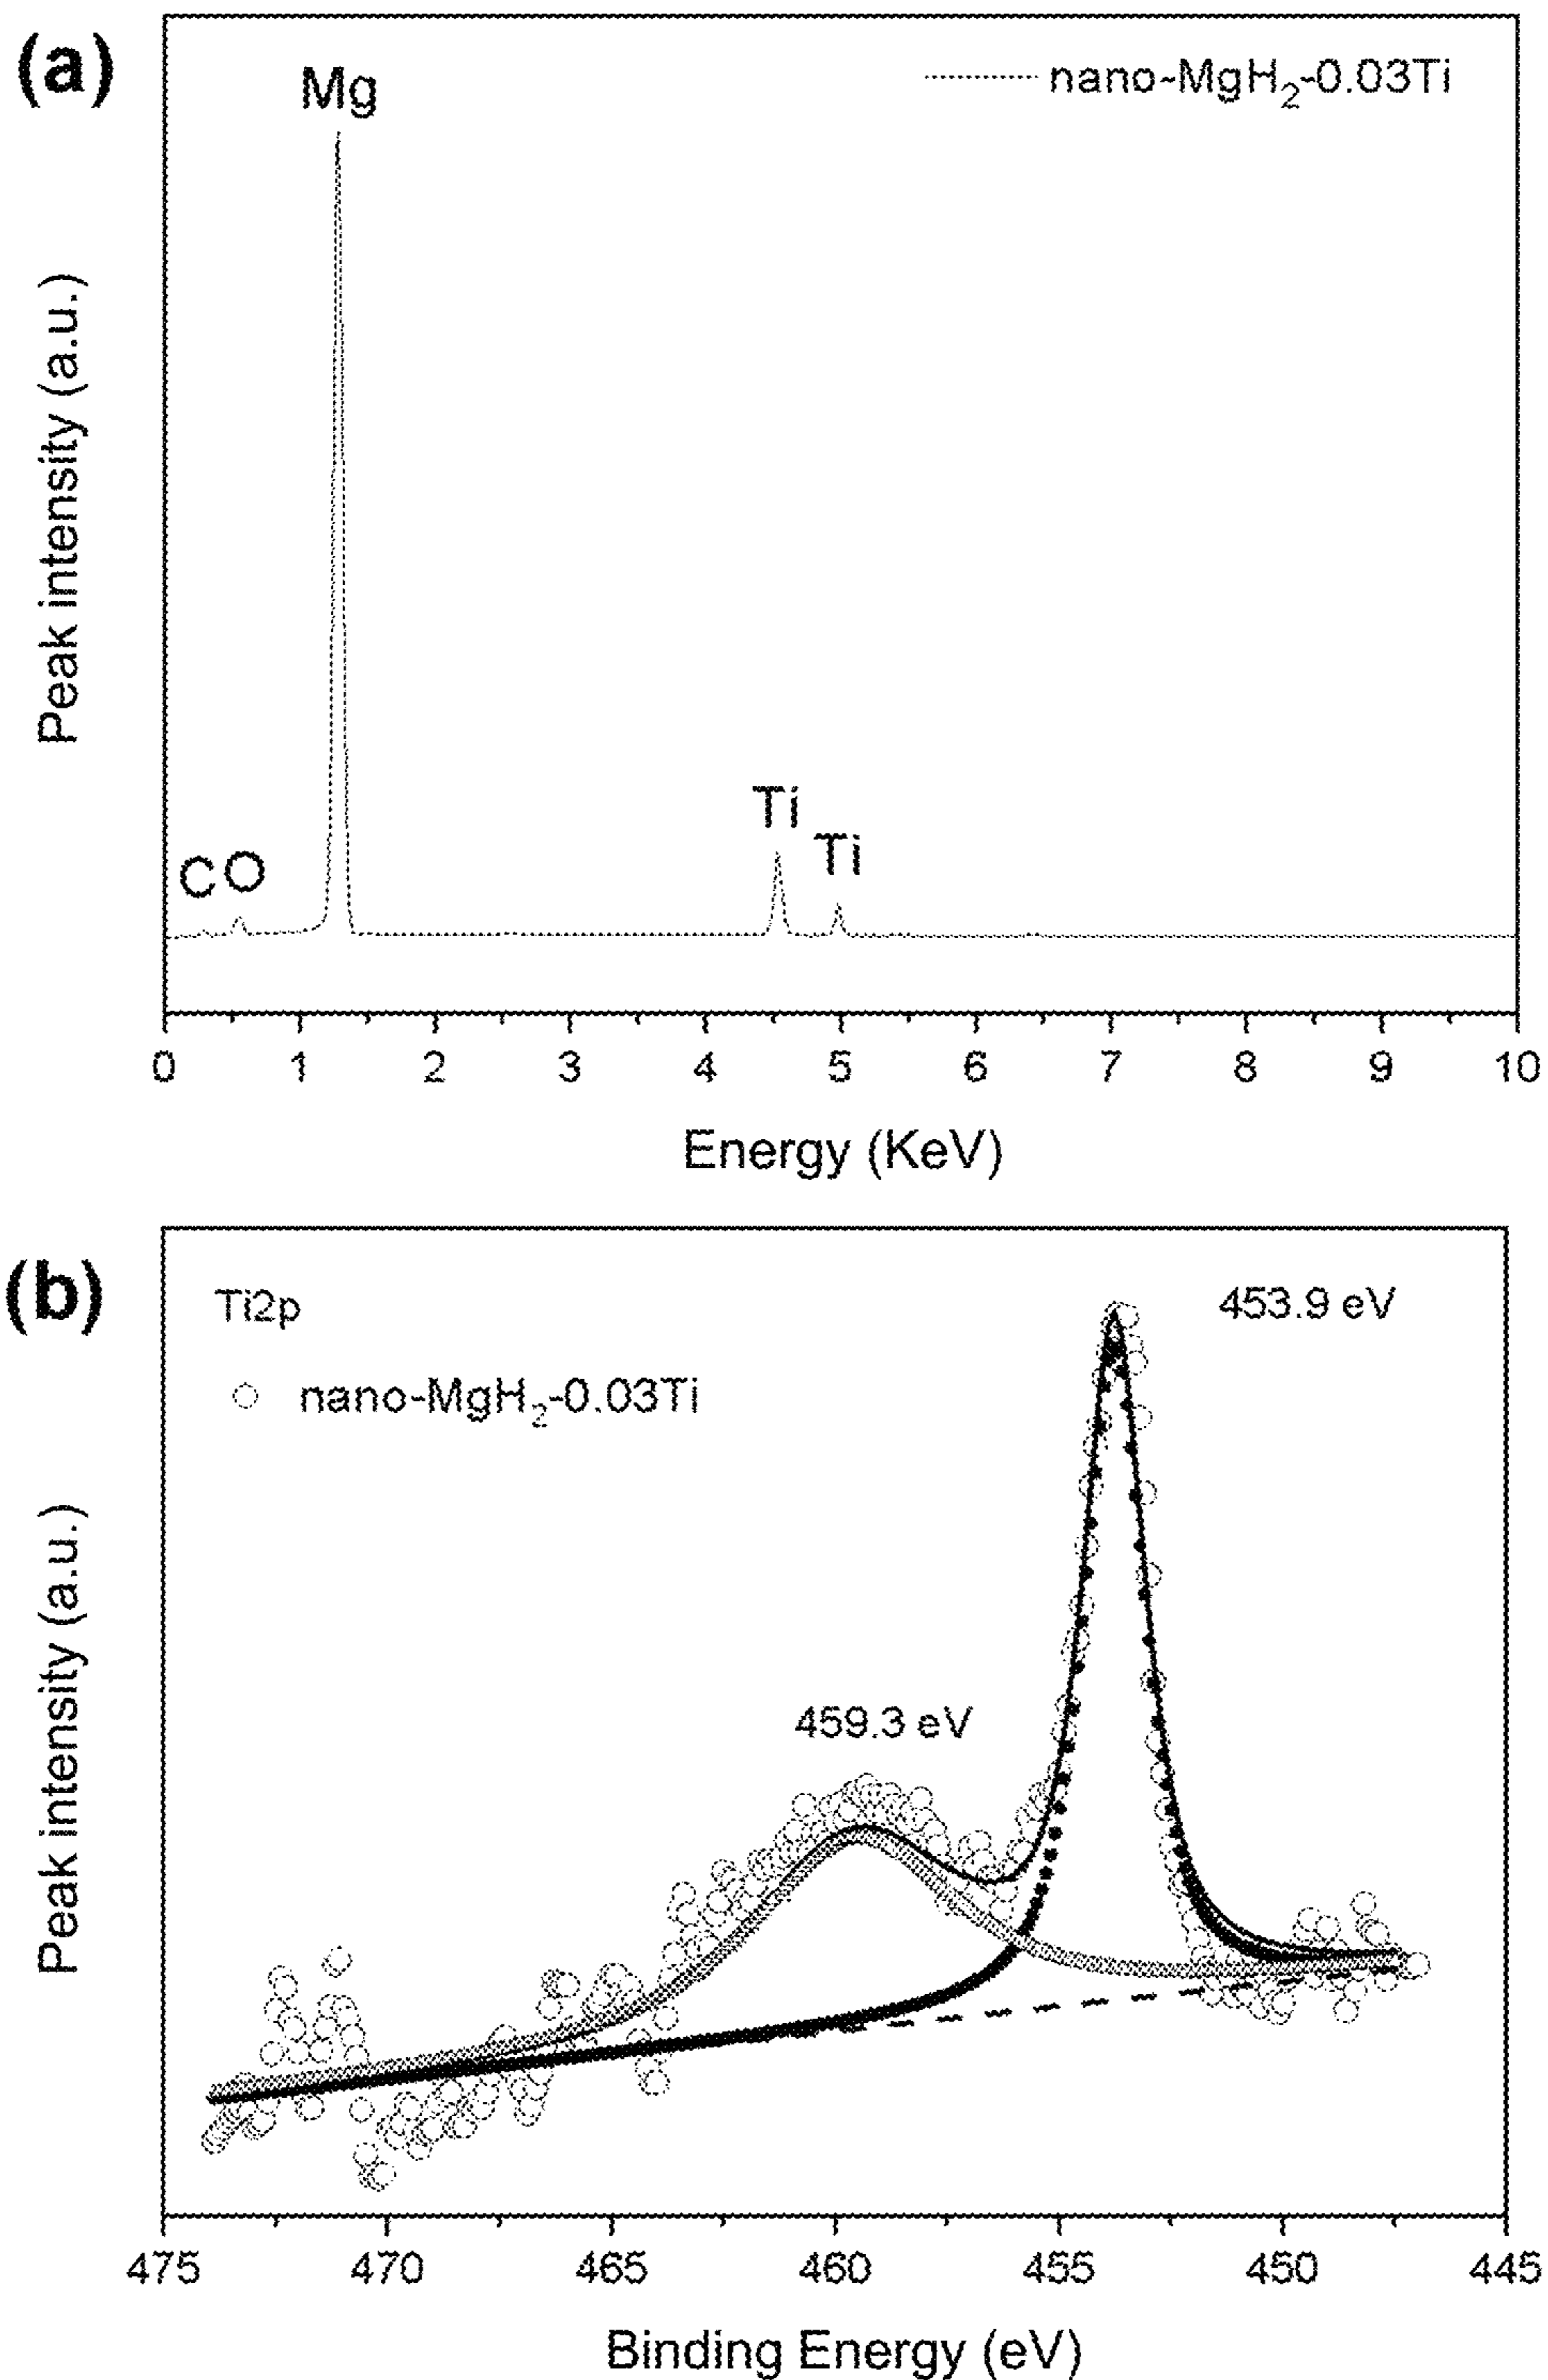 (a)
Mg
nano-MgH₂-0.03Ti
Peak intensity (a.u.)
Ti
Ti
C O
0 1 2 3 4 5 6 7 8 9 10
Energy (KeV)
(b)
Ti2p
453.9 eV
nano-MgH₂-0.03Ti
Peak intensity (a.u.)
459.3 eV
475 470 465 460 455 450 445
Binding Energy (eV)